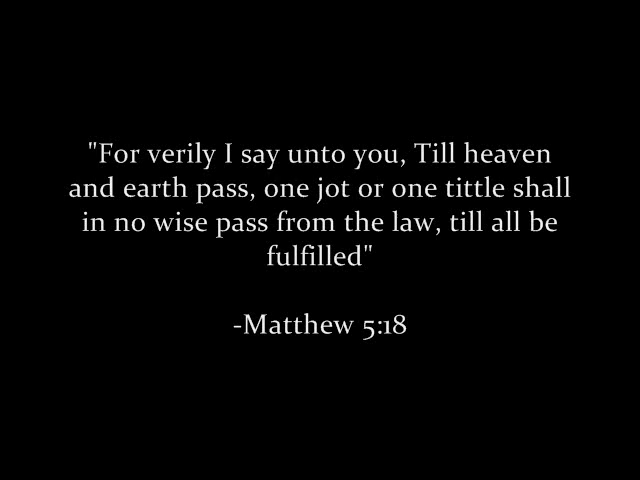 "For verily I say unto you, Till heaven
and earth pass, one jot or one tittle shall
in no wise pass from the law, till all be
fulfilled"
-Matthew 5:18